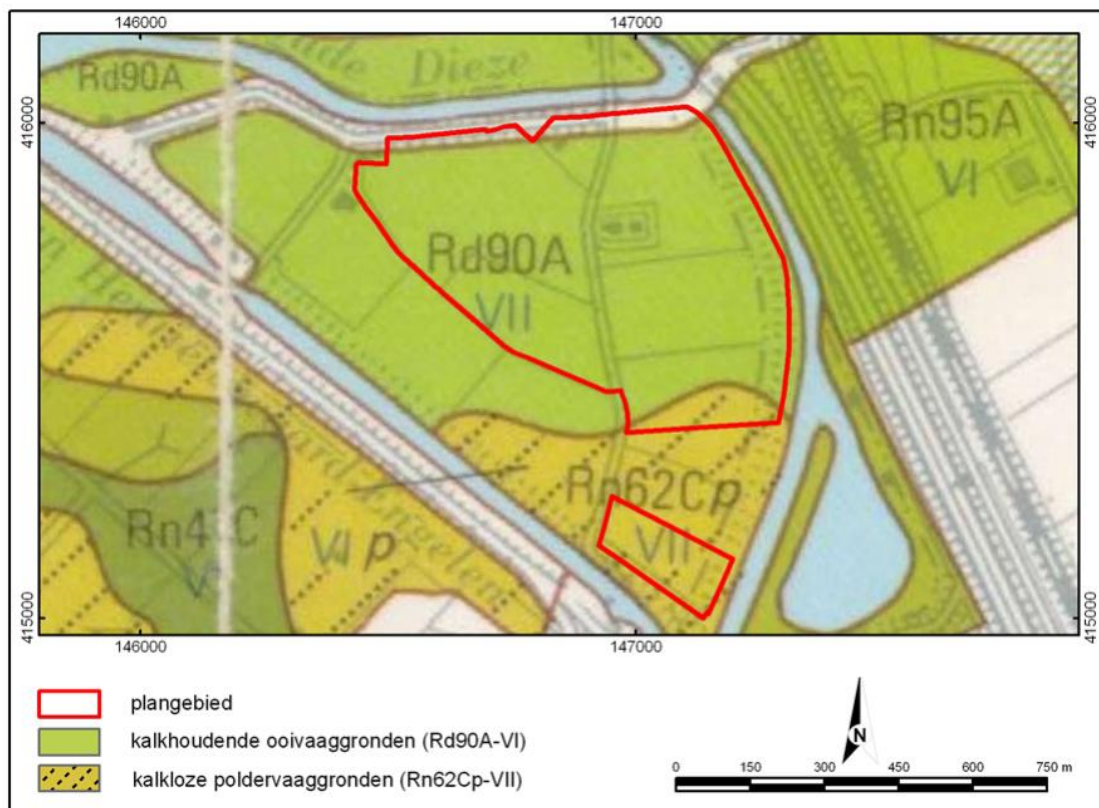 146000 147000
416000 416000
Dieze
Rd90A
Rn95A
VI
Rd90A
VII
Rn62Cp
VII
VI p
Engelen
415000 415000
146000 147000
plangebied
kalkhoudende ooivaaggronden (Rd90A-VI)
kalkloze poldervaaggronden (Rn62Cp-VII)
N
0 150 300 450 600 750 m